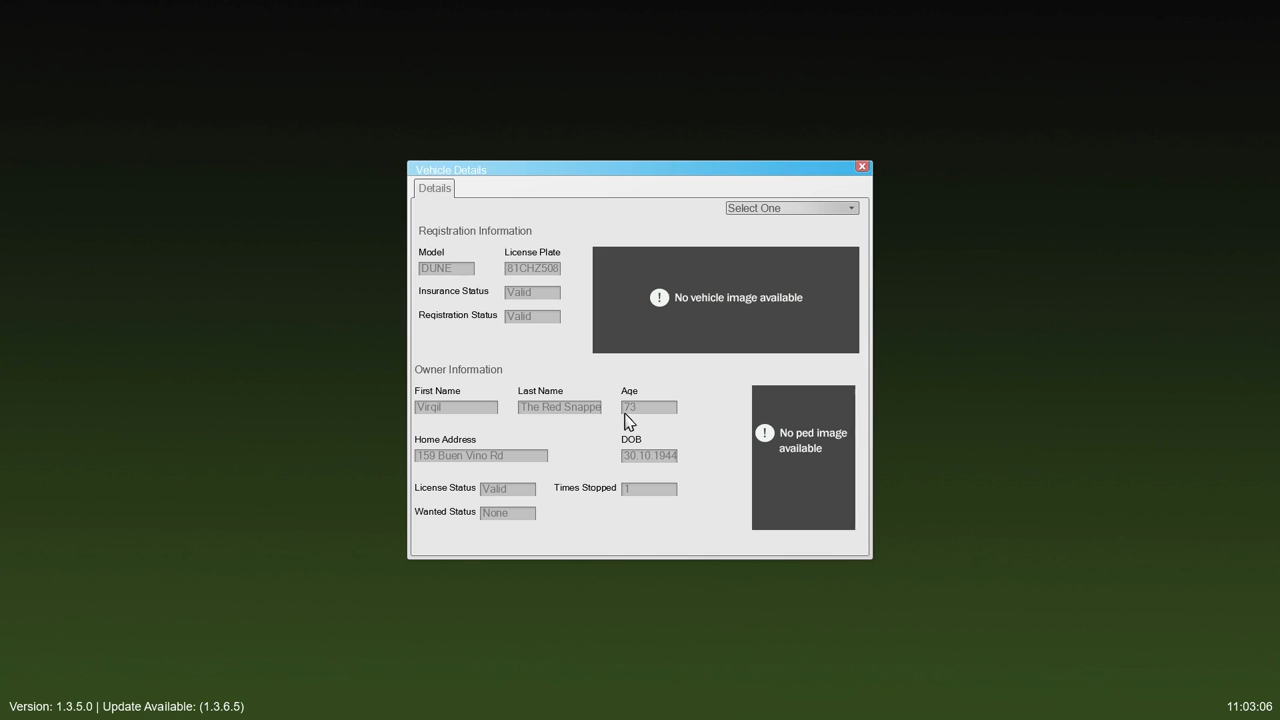 Vehicle Details
Details
Select One
Registration Information
Model License Plate
DUNE 81CHZ508
Insurance Status Valid
Registration Status Valid
! No vehicle image available
Owner Information
First Name Last Name Age
Virgil The Red Snappe 73
! No ped image
available
Home Address DOB
159 Buen Vino Rd 30.10.1944
License Status Valid Times Stopped 1
Wanted Status None
Version: 1.3.5.0 | Update Available: (1.3.6.5) 11:03:06